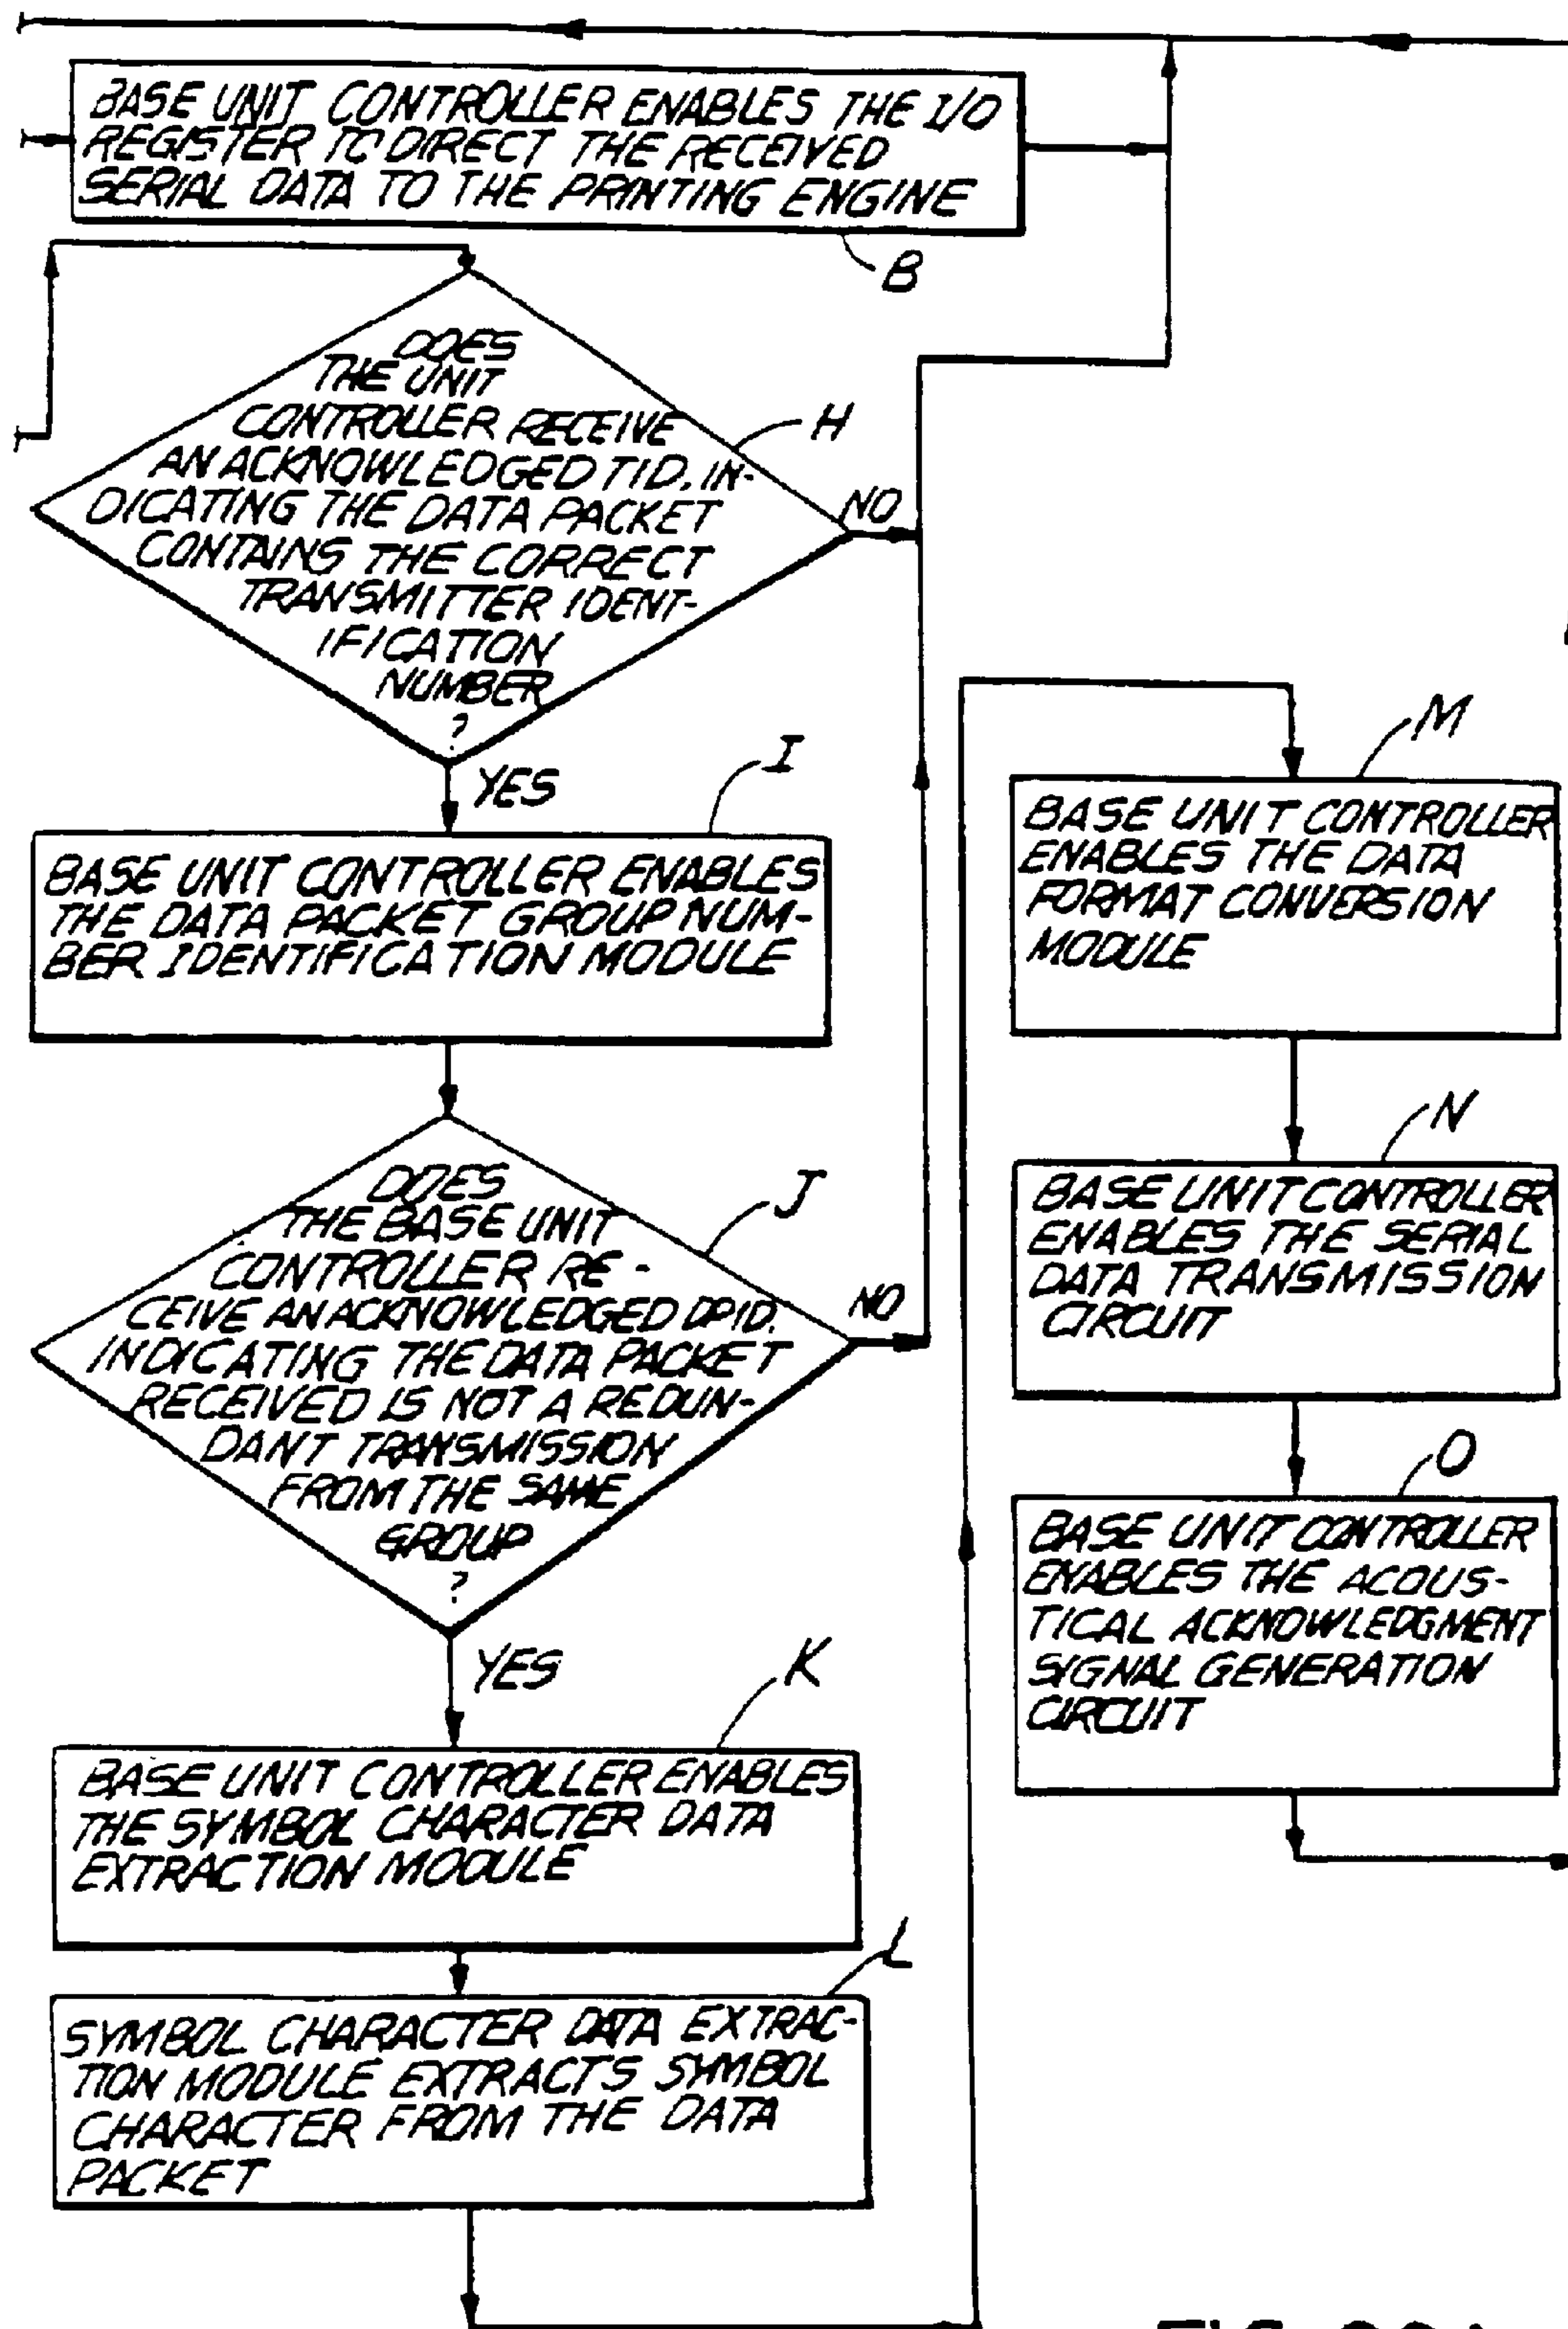 BASE UNIT CONTROLLER ENABLES THE I/O
REGISTER TO DIRECT THE RECEIVED
SERIAL DATA TO THE PRINTING ENGINE
B
DOES
THE UNIT
CONTROLLER RECEIVE
AN ACKNOWLEDGED TID. IN-
DICATING THE DATA PACKET
CONTAINS THE CORRECT
TRANSMITTER IDENT-
IFICATION
NUMBER
?
H
NO
YES
I
BASE UNIT CONTROLLER ENABLES
THE DATA PACKET GROUP NUM-
BER IDENTIFICATION MODULE
DOES
THE BASE UNIT
CONTROLLER RE-
CEIVE AN ACKNOWLEDGED DPID.
INDICATING THE DATA PACKET
RECEIVED IS NOT A REDUN-
DANT TRANSMISSION
FROM THE SAME
GROUP
?
J
NO
YES
K
BASE UNIT CONTROLLER ENABLES
THE SYMBOL CHARACTER DATA
EXTRACTION MODULE
L
SYMBOL CHARACTER DATA EXTRAC-
TION MODULE EXTRACTS SYMBOL
CHARACTER FROM THE DATA
PACKET
M
BASE UNIT CONTROLLER
ENABLES THE DATA
FORMAT CONVERSION
MODULE
N
BASE UNIT CONTROLLER
ENABLES THE SERIAL
DATA TRANSMISSION
CIRCUIT
O
BASE UNIT CONTROLLER
ENABLES THE ACOUS-
TICAL ACKNOWLEDGMENT
SIGNAL GENERATION
CIRCUIT